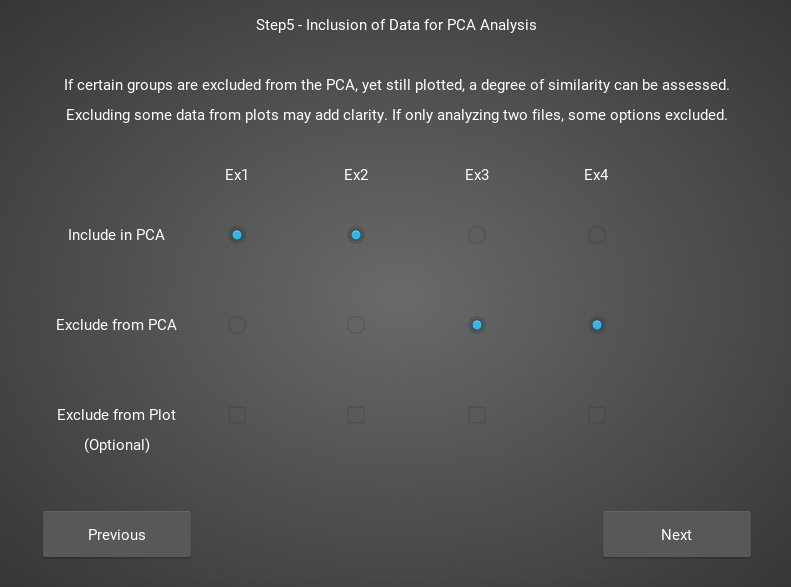 Step5 - Inclusion of Data for PCA Analysis
If certain groups are excluded from the PCA, yet still plotted, a degree of similarity can be assessed.
Excluding some data from plots may add clarity. If only analyzing two files, some options excluded.
Ex1 Ex2 Ex3 Ex4
Include in PCA
Exclude from PCA
Exclude from Plot
(Optional)
Previous Next